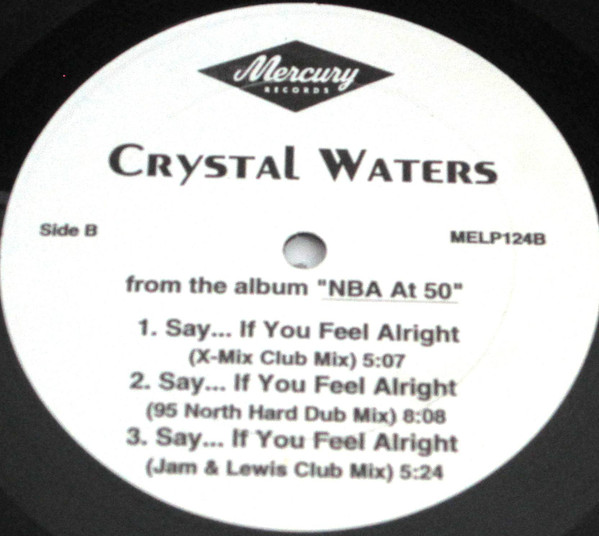 Mercury
RECORDS
CRYSTAL WATERS
Side B
MELP124B
from the album "NBA At 50"
1. Say... If You Feel Alright
(X-Mix Club Mix) 5:07
2. Say... If You Feel Alright
(95 North Hard Dub Mix) 8:08
3. Say... If You Feel Alright
(Jam & Lewis Club Mix) 5:24